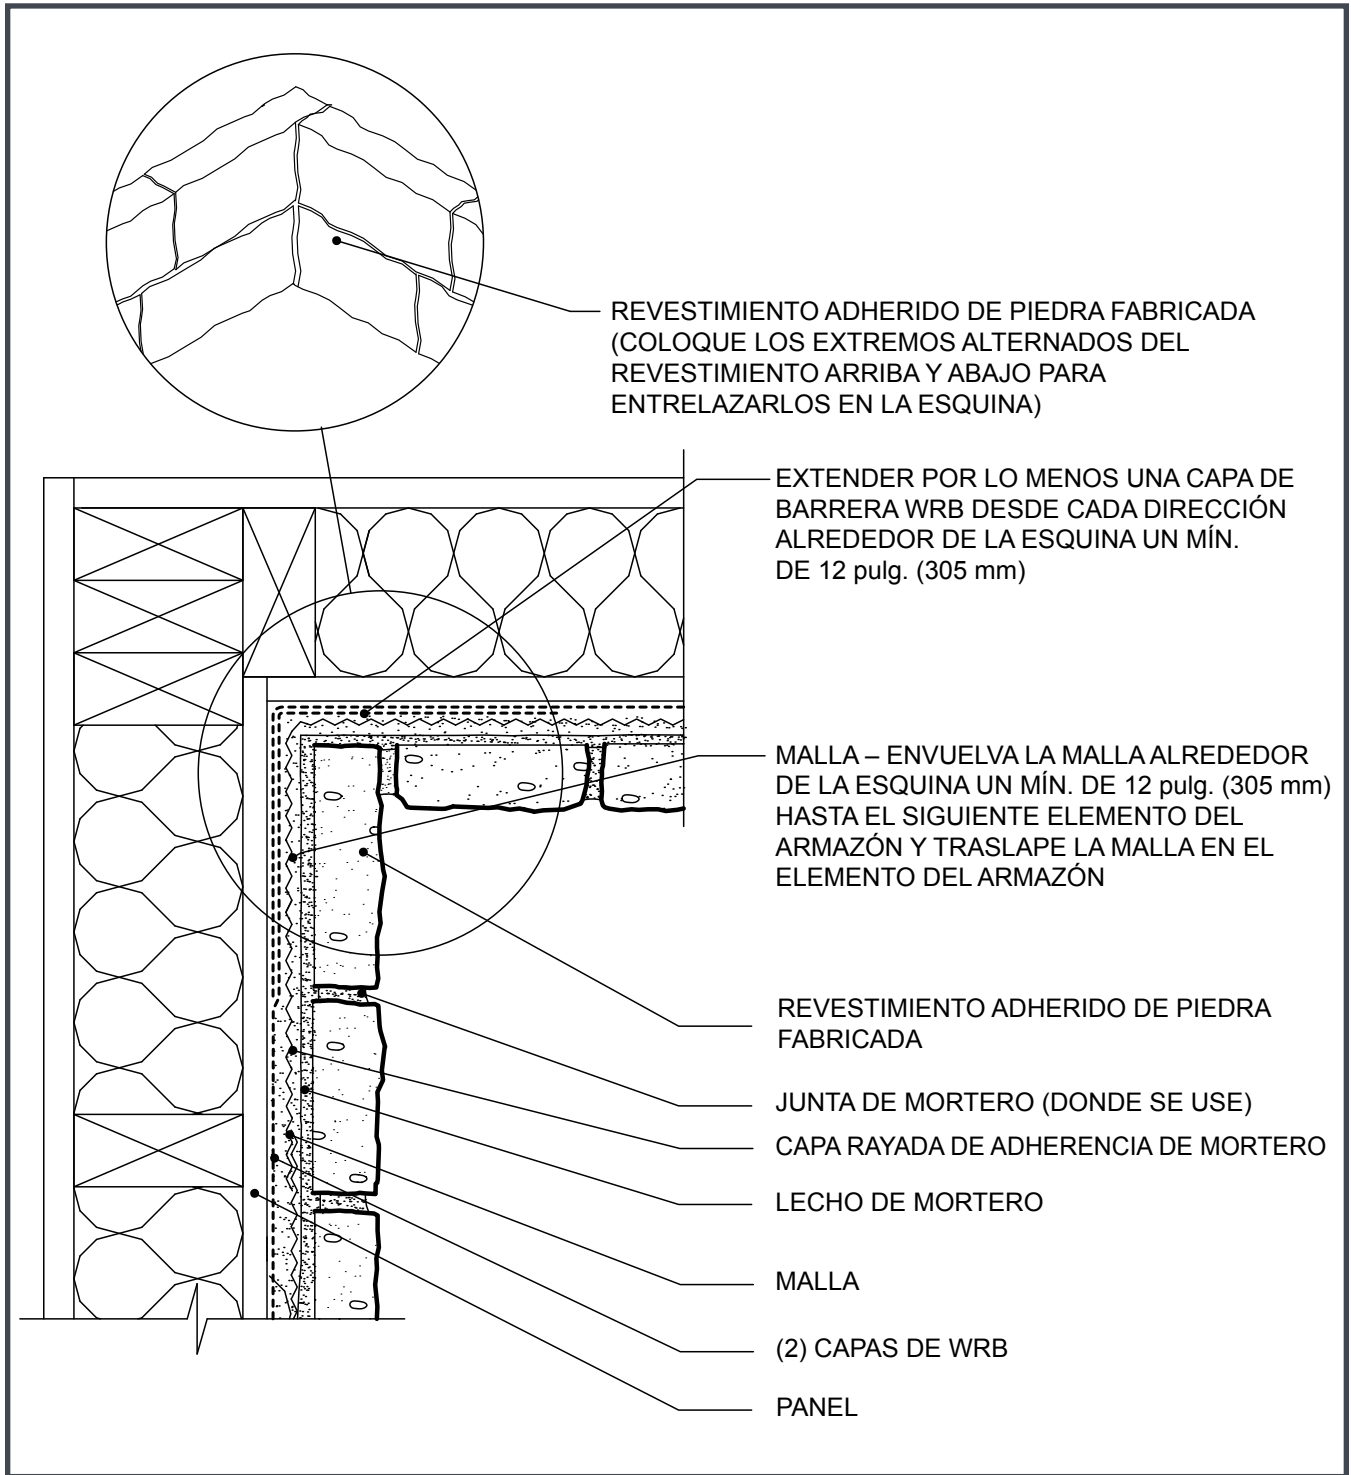 REVESTIMIENTO ADHERIDO DE PIEDRA FABRICADA
(COLOQUE LOS EXTREMOS ALTERNADOS DEL
REVESTIMIENTO ARRIBA Y ABAJO PARA
ENTRELAZARLOS EN LA ESQUINA)
EXTENDER POR LO MENOS UNA CAPA DE
BARRERA WRB DESDE CADA DIRECCIÓN
ALREDEDOR DE LA ESQUINA UN MÍN.
DE 12 pulg. (305 mm)
MALLA – ENVUELVA LA MALLA ALREDEDOR
DE LA ESQUINA UN MÍN. DE 12 pulg. (305 mm)
HASTA EL SIGUIENTE ELEMENTO DEL
ARMAZÓN Y TRASLAPE LA MALLA EN EL
ELEMENTO DEL ARMAZÓN
REVESTIMIENTO ADHERIDO DE PIEDRA
FABRICADA
JUNTA DE MORTERO (DONDE SE USE)
CAPA RAYADA DE ADHERENCIA DE MORTERO
LECHO DE MORTERO
MALLA
(2) CAPAS DE WRB
PANEL